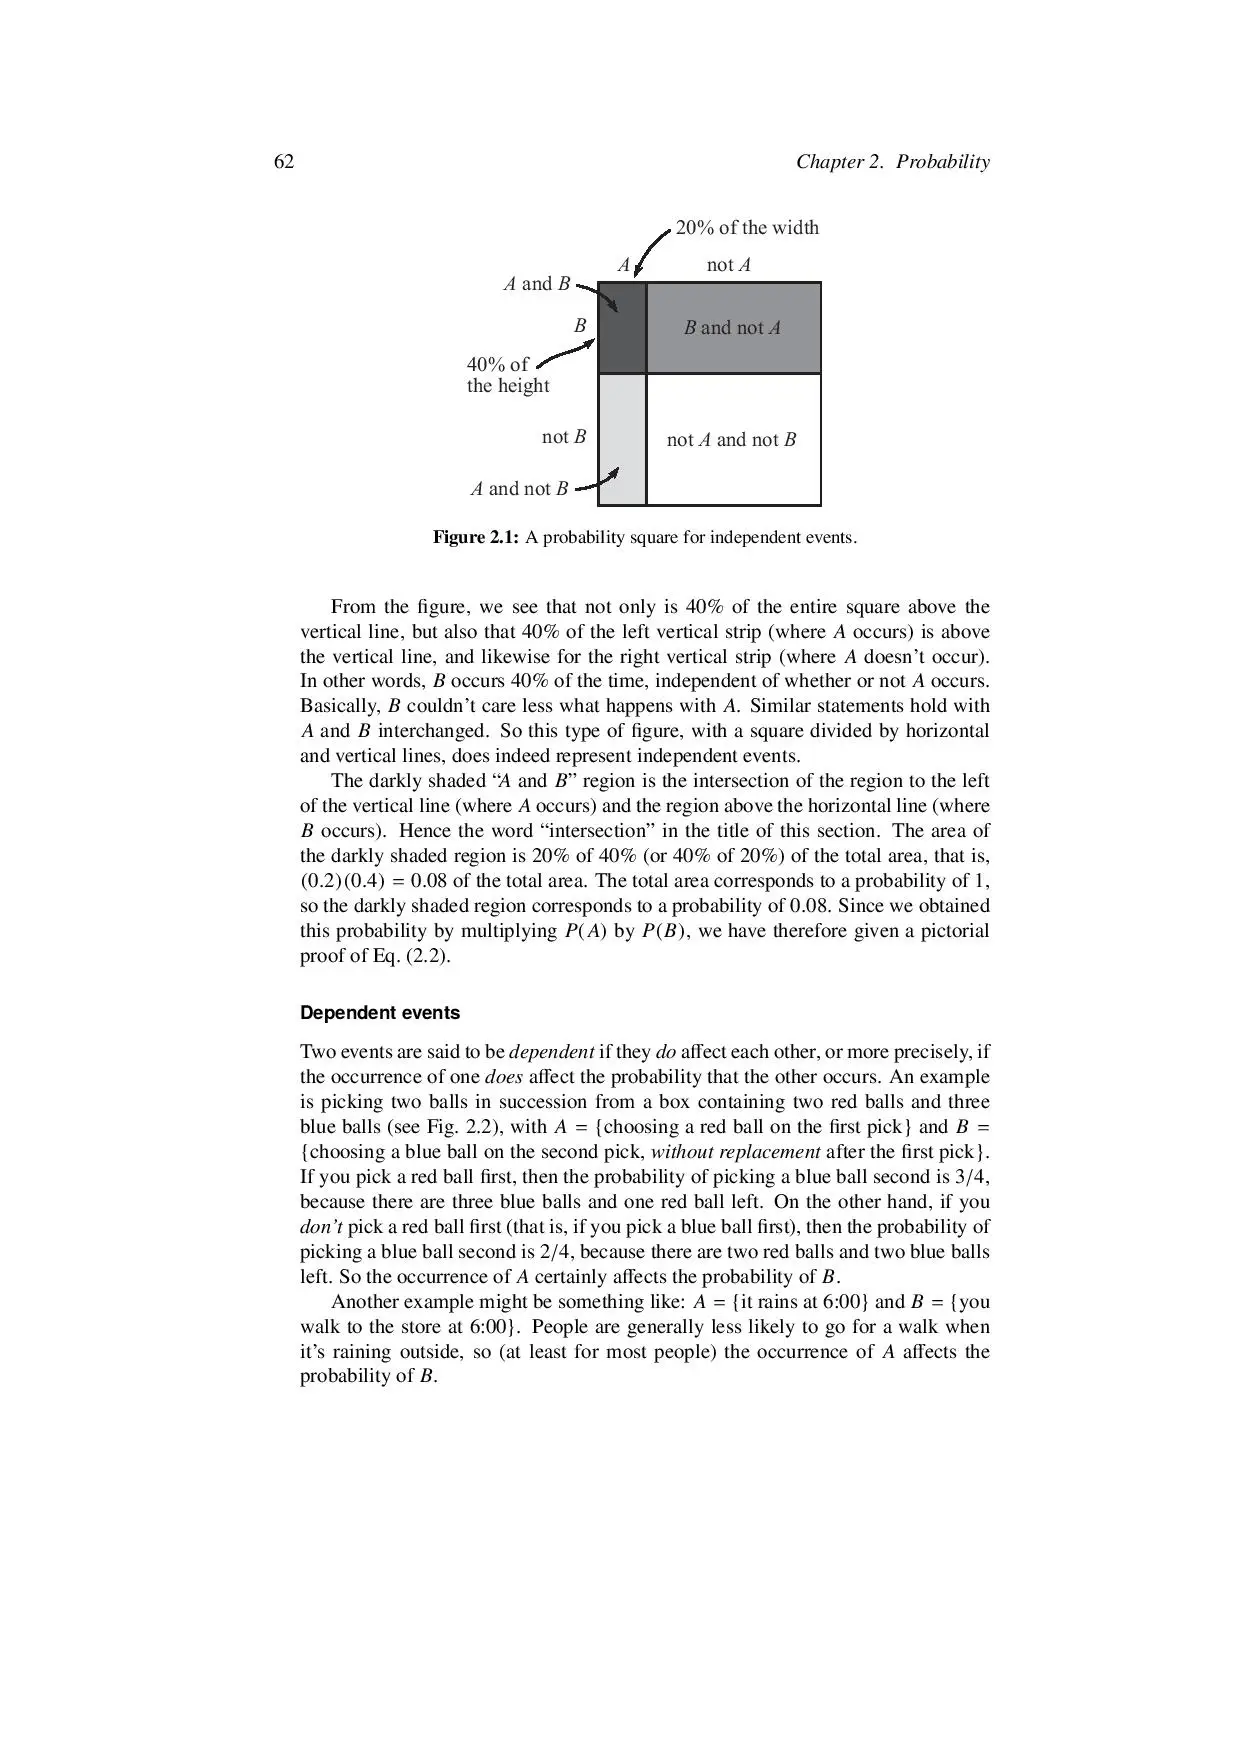 62
Chapter 2. Probability
20% of the width
A
not A
A and B
B
B and not A
40% of
the height
not B
not A and not B
A and not B
Figure 2.1: A probability square for independent events.
From the figure, we see that not only is 40% of the entire square above the
vertical line, but also that 40% of the left vertical strip (where A occurs) is above
the vertical line, and likewise for the right vertical strip (where A doesn’t occur).
In other words, B occurs 40% of the time, independent of whether or not A occurs.
Basically, B couldn’t care less what happens with A. Similar statements hold with
A and B interchanged. So this type of figure, with a square divided by horizontal
and vertical lines, does indeed represent independent events.
The darkly shaded “A and B” region is the intersection of the region to the left
of the vertical line (where A occurs) and the region above the horizontal line (where
B occurs). Hence the word “intersection” in the title of this section. The area of
the darkly shaded region is 20% of 40% (or 40% of 20%) of the total area, that is,
(0.2)(0.4) = 0.08 of the total area. The total area corresponds to a probability of 1,
so the darkly shaded region corresponds to a probability of 0.08. Since we obtained
this probability by multiplying P(A) by P(B), we have therefore given a pictorial
proof of Eq. (2.2).
Dependent events
Two events are said to be dependent if they do affect each other, or more precisely, if
the occurrence of one does affect the probability that the other occurs. An example
is picking two balls in succession from a box containing two red balls and three
blue balls (see Fig. 2.2), with A = {choosing a red ball on the first pick} and B =
{choosing a blue ball on the second pick, without replacement after the first pick}.
If you pick a red ball first, then the probability of picking a blue ball second is 3/4,
because there are three blue balls and one red ball left. On the other hand, if you
don’t pick a red ball first (that is, if you pick a blue ball first), then the probability of
picking a blue ball second is 2/4, because there are two red balls and two blue balls
left. So the occurrence of A certainly affects the probability of B.
Another example might be something like: A = {it rains at 6:00} and B = {you
walk to the store at 6:00}. People are generally less likely to go for a walk when
it’s raining outside, so (at least for most people) the occurrence of A affects the
probability of B.